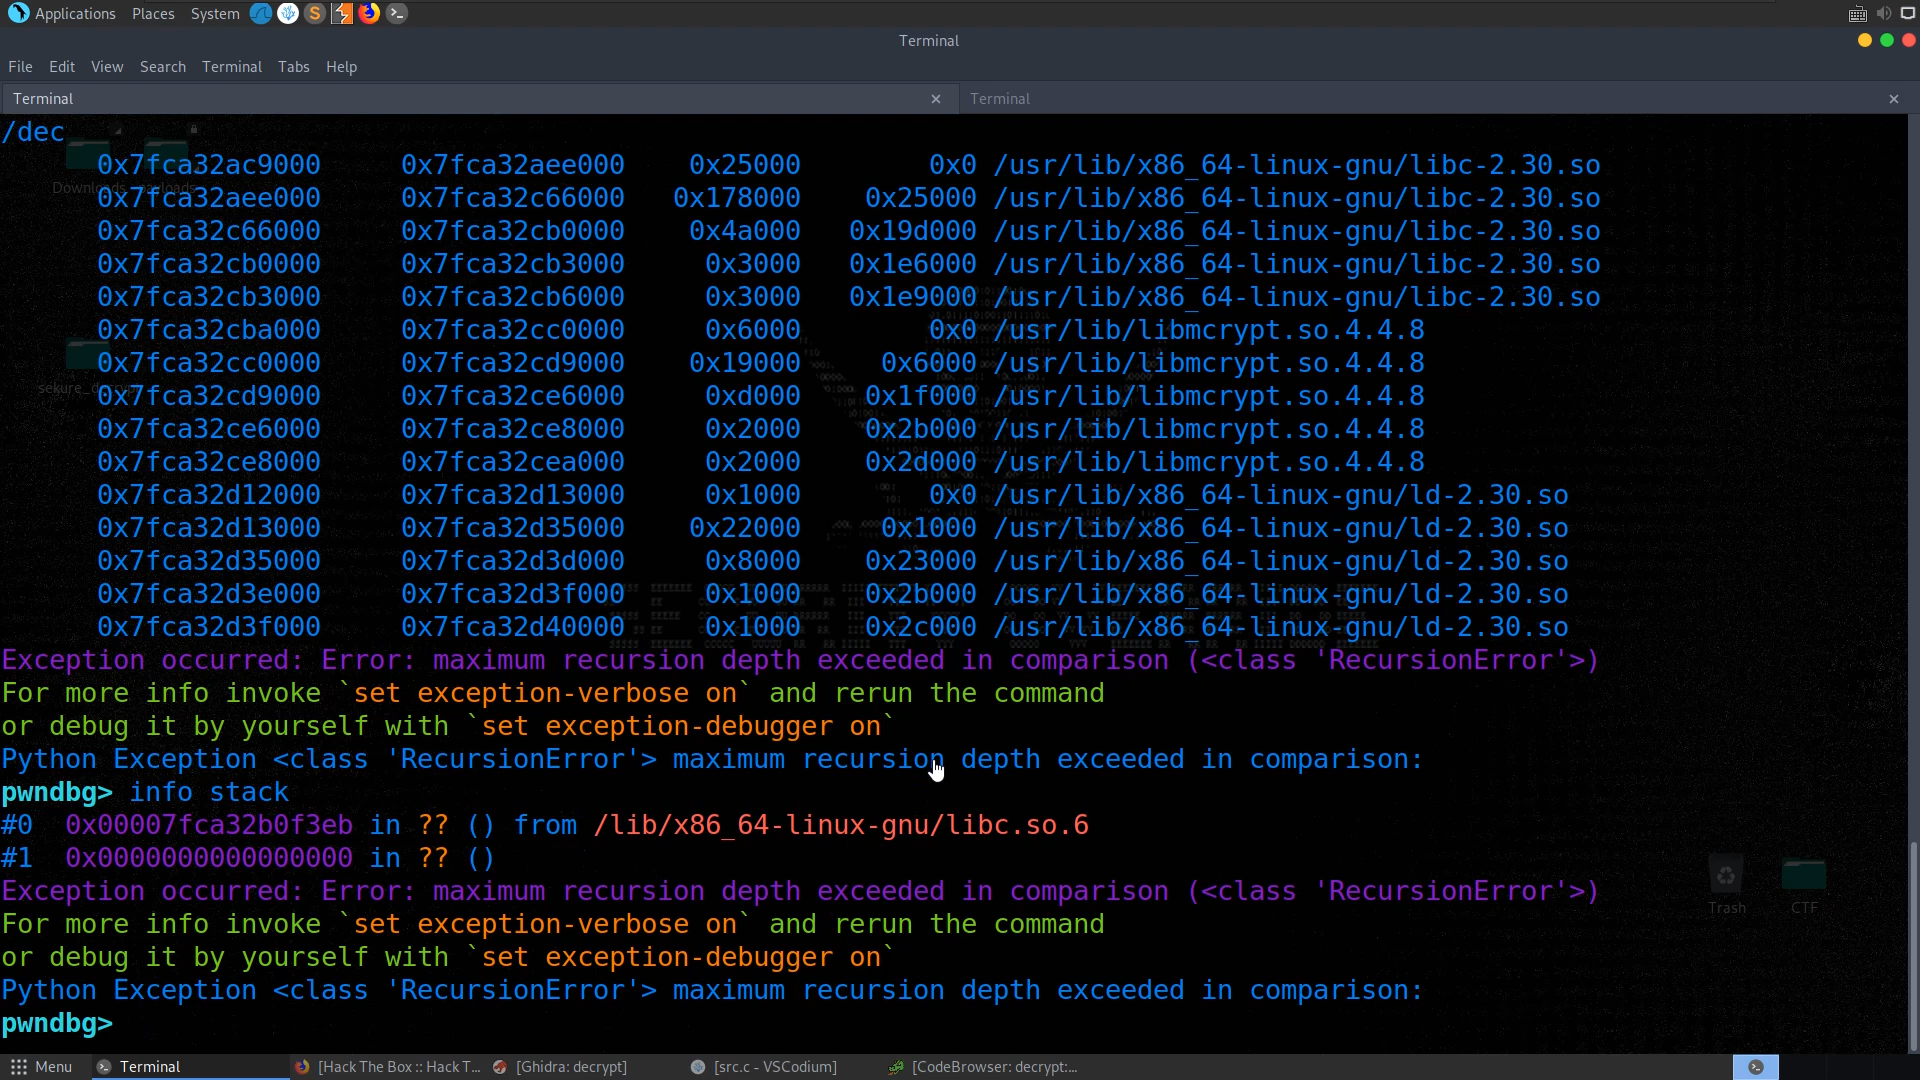 Applications Places System
Terminal
File Edit View Search Terminal Tabs Help
Terminal
Terminal
/dec
0x7fca32ac9000 0x7fca32aee000 0x25000 0x0 /usr/lib/x86_64-linux-gnu/libc-2.30.so
0x7fca32aee000 0x7fca32c66000 0x178000 0x25000 /usr/lib/x86_64-linux-gnu/libc-2.30.so
0x7fca32c66000 0x7fca32cb0000 0x4a000 0x19d000 /usr/lib/x86_64-linux-gnu/libc-2.30.so
0x7fca32cb0000 0x7fca32cb3000 0x3000 0x1e6000 /usr/lib/x86_64-linux-gnu/libc-2.30.so
0x7fca32cb3000 0x7fca32cb6000 0x3000 0x1e9000 /usr/lib/x86_64-linux-gnu/libc-2.30.so
0x7fca32cba000 0x7fca32cc0000 0x6000 0x0 /usr/lib/libmcrypt.so.4.4.8
0x7fca32cc0000 0x7fca32cd9000 0x19000 0x6000 /usr/lib/libmcrypt.so.4.4.8
0x7fca32cd9000 0x7fca32ce6000 0xd000 0x1f000 /usr/lib/libmcrypt.so.4.4.8
0x7fca32ce6000 0x7fca32ce8000 0x2000 0x2b000 /usr/lib/libmcrypt.so.4.4.8
0x7fca32ce8000 0x7fca32cea000 0x2000 0x2d000 /usr/lib/libmcrypt.so.4.4.8
0x7fca32d12000 0x7fca32d13000 0x1000 0x0 /usr/lib/x86_64-linux-gnu/ld-2.30.so
0x7fca32d13000 0x7fca32d35000 0x22000 0x1000 /usr/lib/x86_64-linux-gnu/ld-2.30.so
0x7fca32d35000 0x7fca32d3d000 0x8000 0x23000 /usr/lib/x86_64-linux-gnu/ld-2.30.so
0x7fca32d3e000 0x7fca32d3f000 0x1000 0x2b000 /usr/lib/x86_64-linux-gnu/ld-2.30.so
0x7fca32d3f000 0x7fca32d40000 0x1000 0x2c000 /usr/lib/x86_64-linux-gnu/ld-2.30.so
Exception occurred: Error: maximum recursion depth exceeded in comparison (<class 'RecursionError'>)
For more info invoke `set exception-verbose on` and rerun the command
or debug it by yourself with `set exception-debugger on`
Python Exception <class 'RecursionError'> maximum recursion depth exceeded in comparison:
pwndbg> info stack
#0 0x00007fca32b0f3eb in ?? () from /lib/x86_64-linux-gnu/libc.so.6
#1 0x0000000000000000 in ?? ()
Exception occurred: Error: maximum recursion depth exceeded in comparison (<class 'RecursionError'>)
For more info invoke `set exception-verbose on` and rerun the command
or debug it by yourself with `set exception-debugger on`
Python Exception <class 'RecursionError'> maximum recursion depth exceeded in comparison:
pwndbg>
Downloads
Trash CTF
Menu Terminal [Hack The Box :: Hack T... [Ghidra: decrypt] [src.c - VSCodium] [CodeBrowser: decrypt:...